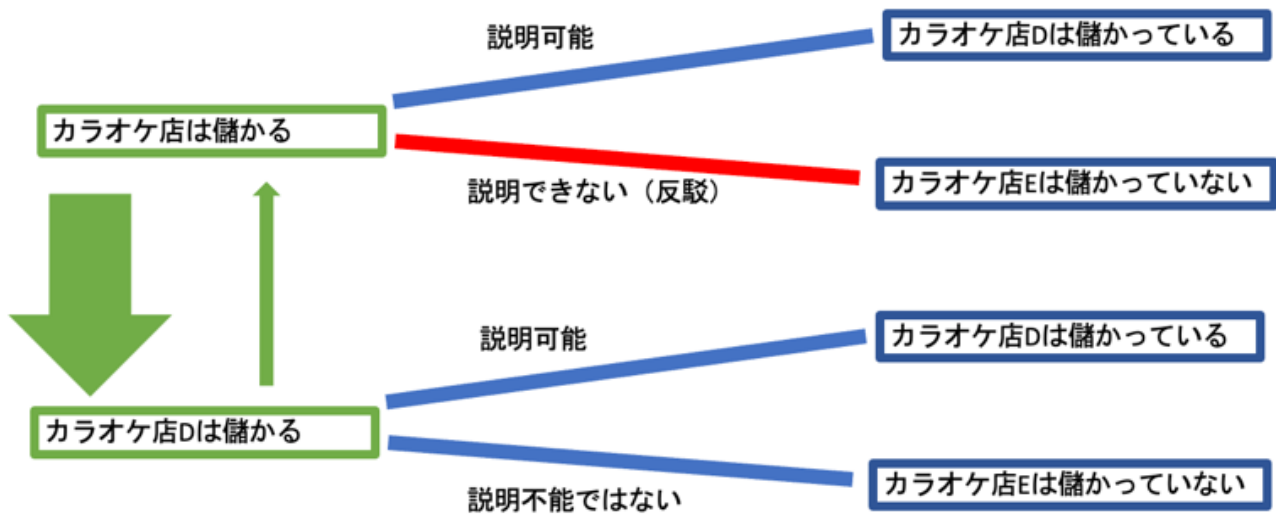 説明可能
カラオケ店Dは儲かっている
カラオケ店は儲かる
説明できない（反駁）
カラオケ店Eは儲かっていない
説明可能
カラオケ店Dは儲かっている
カラオケ店Dは儲かる
説明不能ではない
カラオケ店Eは儲かっていない